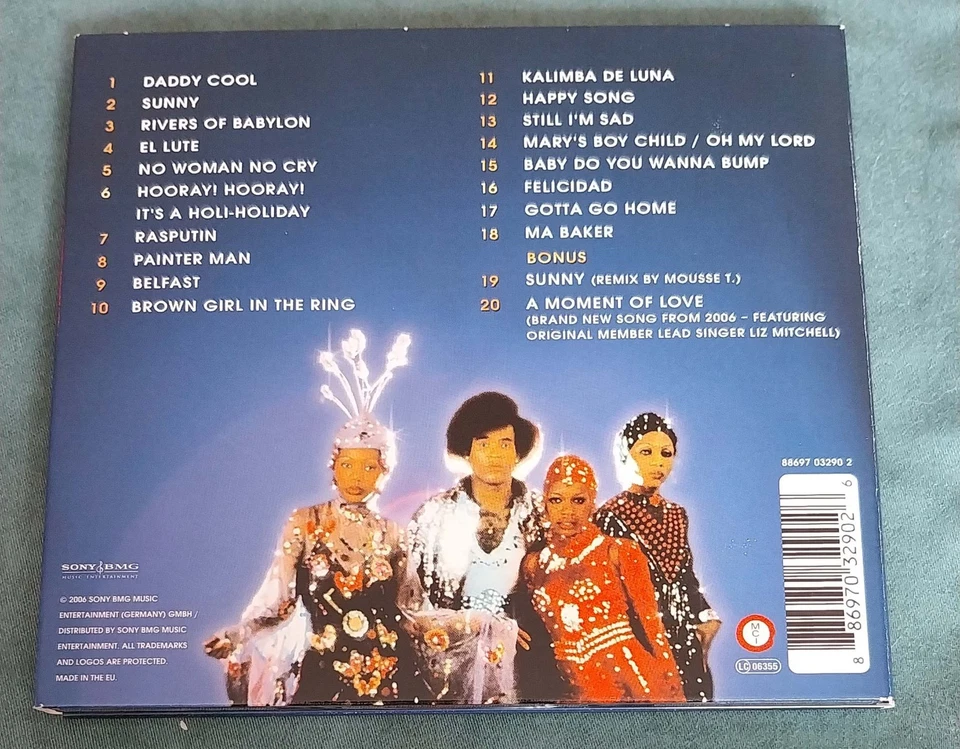 1 DADDY COOL
2 SUNNY
3 RIVERS OF BABYLON
4 EL LUTE
5 NO WOMAN NO CRY
6 HOORAY! HOORAY!
IT'S A HOLI-HOLIDAY
7 RASPUTIN
8 PAINTER MAN
9 BELFAST
10 BROWN GIRL IN THE RING
11 KALIMBA DE LUNA
12 HAPPY SONG
13 STILL I'M SAD
14 MARY'S BOY CHILD / OH MY LORD
15 BABY DO YOU WANNA BUMP
16 FELICIDAD
17 GOTTA GO HOME
18 MA BAKER
BONUS
19 SUNNY (REMIX BY MOUSSE T.)
20 A MOMENT OF LOVE
(BRAND NEW SONG FROM 2006 – FEATURING
ORIGINAL MEMBER LEAD SINGER LIZ MITCHELL)
SONY BMG
MUSIC ENTERTAINMENT
© 2006 SONY BMG MUSIC
ENTERTAINMENT (GERMANY) GMBH /
DISTRIBUTED BY SONY BMG MUSIC
ENTERTAINMENT. ALL TRADEMARKS
AND LOGOS ARE PROTECTED.
MADE IN THE EU.
88697 03290 2
8 86970 32902 6
MCI
LC 06355